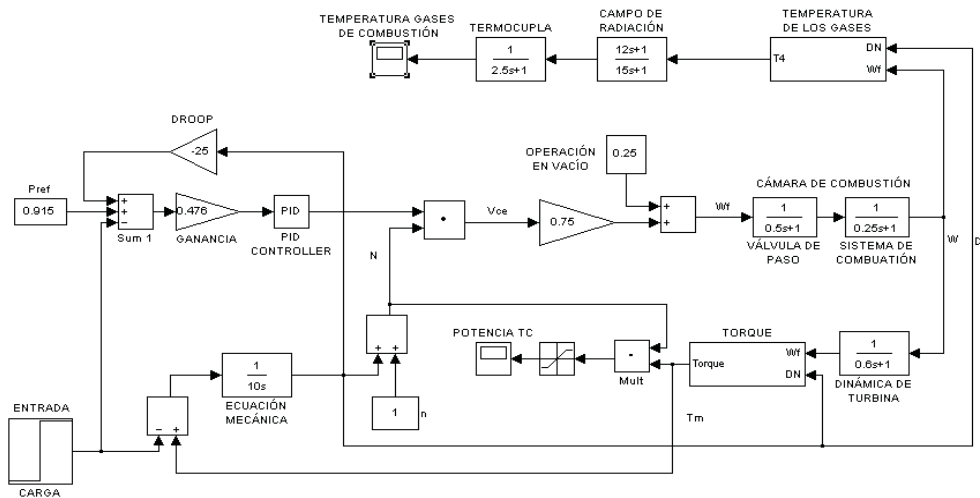 TEMPERATURA GASES
DE COMBUSTIÓN
TERMOCUPLA
1
2.5s+1
CAMPO DE
RADIACIÓN
12s+1
15s+1
TEMPERATURA
DE LOS GASES
T4
DN
Wf
DROOP
-25
Pref
0.915
+
+
−
Sum 1
0.476
GANANCIA
PID
PID
CONTROLLER
N
Vce
0.75
OPERACIÓN
EN VACÍO
0.25
+
+
Wf
CÁMARA DE COMBUSTIÓN
1
0.5s+1
VÁLVULA DE
PASO
1
0.25s+1
SISTEMA DE
COMBUATIÓN
W
D
POTENCIA TC
Mult
TORQUE
Torque
Wf
DN
1
0.6s+1
DINÁMICA DE
TURBINA
Tm
+ +
1
n
1
10s
ECUACIÓN
MECÁNICA
− +
ENTRADA
CARGA